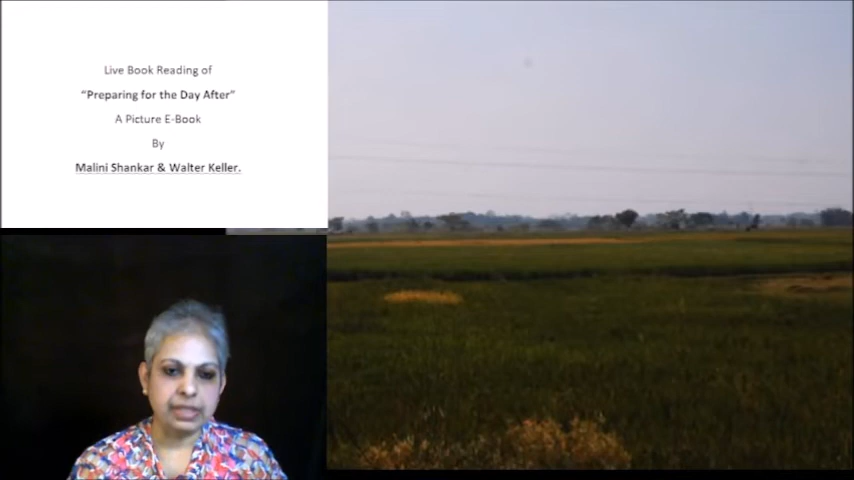 Live Book Reading of
“Preparing for the Day After”
A Picture E-Book
By
Malini Shankar & Walter Keller.